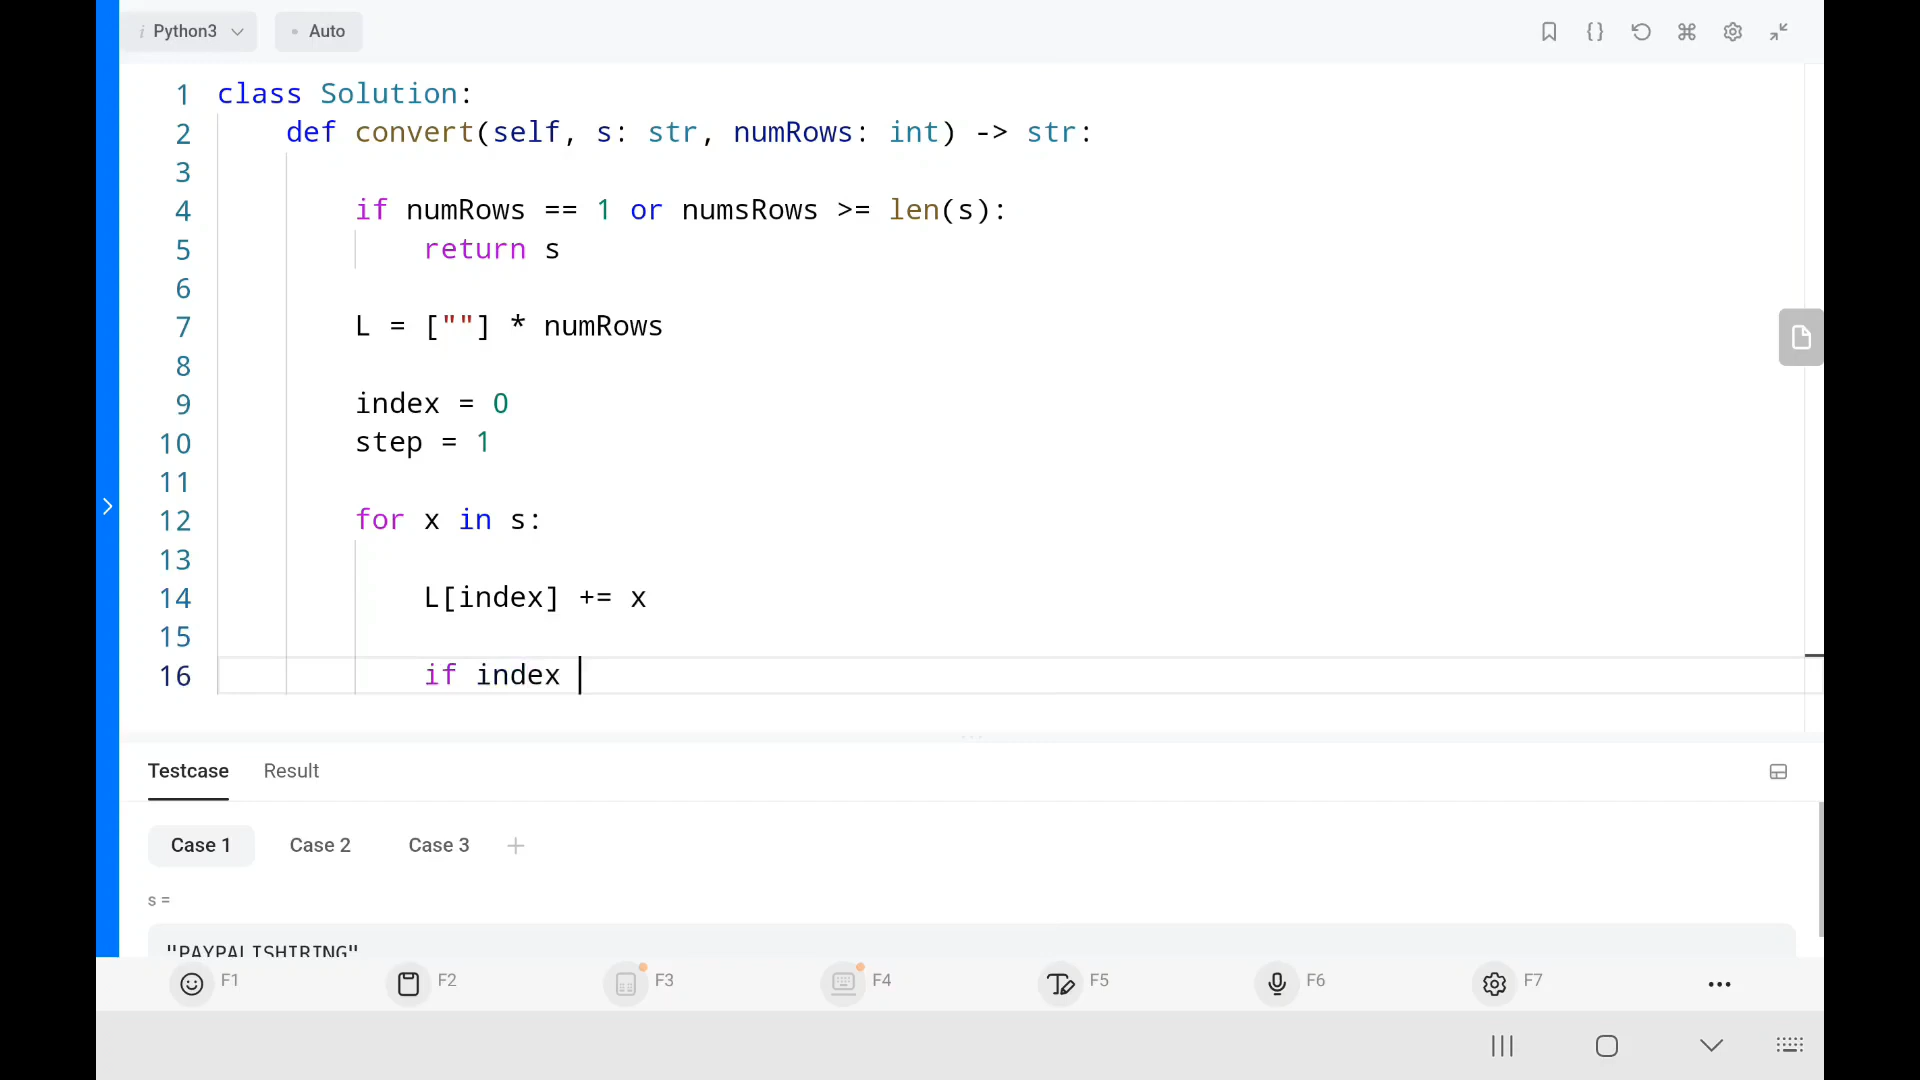 i Python3
• Auto
1 class Solution:
2 def convert(self, s: str, numRows: int) -> str:
3
4 if numRows == 1 or numsRows >= len(s):
5 return s
6
7 L = [""] * numRows
8
9 index = 0
10 step = 1
11
12 for x in s:
13
14 L[index] += x
15
16 if index
Testcase Result
Case 1 Case 2 Case 3 +
s =
"PAYPALISHIRING"
F1 F2 F3 F4 F5 F6 F7